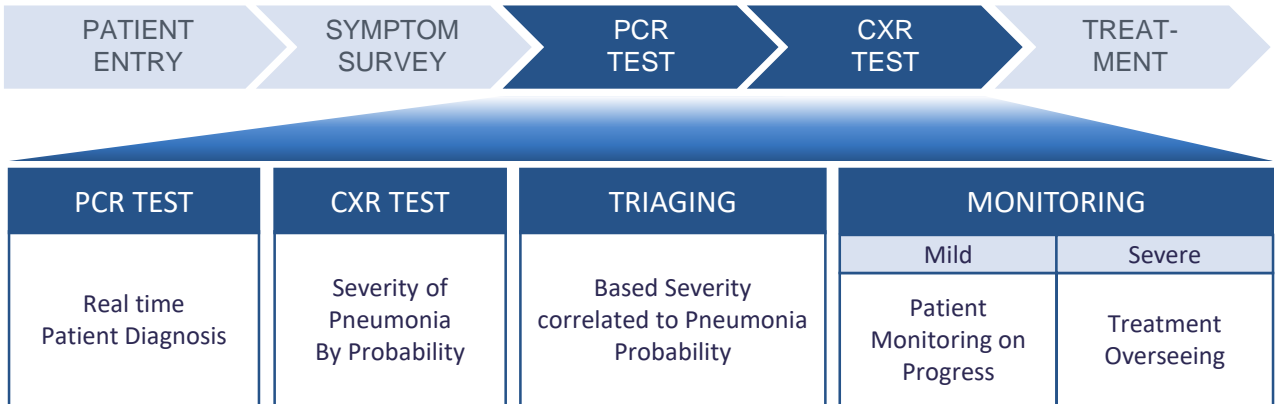 PATIENT
ENTRY
SYMPTOM
SURVEY
PCR
TEST
CXR
TEST
TREAT-
MENT
PCR TEST
Real time
Patient Diagnosis
CXR TEST
Severity of
Pneumonia
By Probability
TRIAGING
Based Severity
correlated to Pneumonia
Probability
MONITORING
Mild
Patient
Monitoring on
Progress
Severe
Treatment
Overseeing